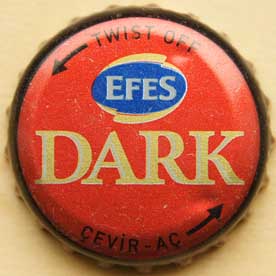 TWIST OFF
EFES
DARK
ÇEVİR-AÇ